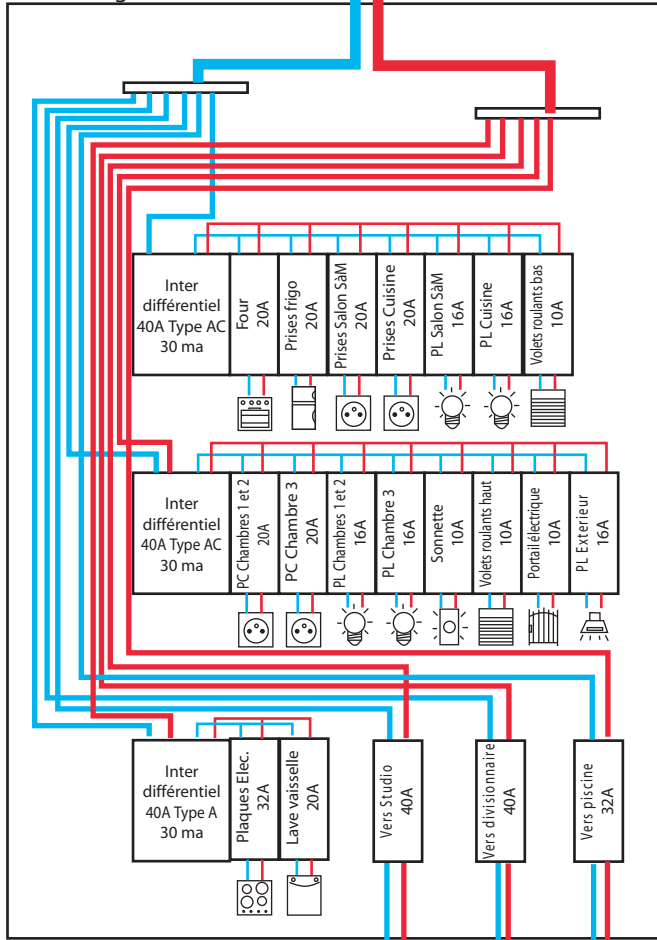 Inter
différentiel
40A Type AC
30 ma
Four
20A
Prises frigo
20A
Prises Salon SàM
20A
Prises Cuisine
20A
PL Salon SàM
16A
PL Cuisine
16A
Volets roulants bas
10A
Inter
différentiel
40A Type AC
30 ma
PC Chambres 1 et 2
20A
PC Chambre 3
20A
PL Chambres 1 et 2
16A
PL Chambre 3
16A
Sonnette
10A
Volets roulants haut
10A
Portail électrique
10A
PL Exterieur
16A
Inter
différentiel
40A Type A
30 ma
Plaques Elec.
32A
Lave vaisselle
20A
Vers Studio
40A
Vers divisionnaire
40A
Vers piscine
32A